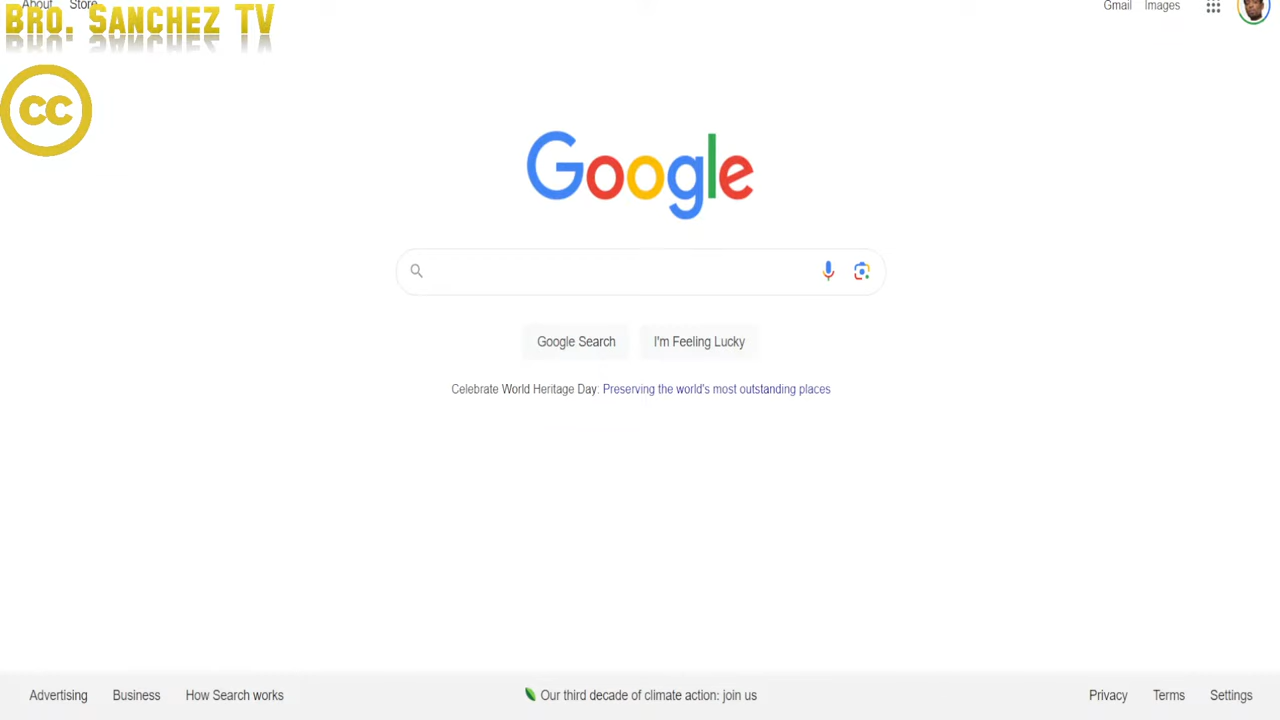 About Store
Gmail Images
BRO. SANCHEZ TV
CC
Google
Google Search I'm Feeling Lucky
Celebrate World Heritage Day: Preserving the world's most outstanding places
Advertising Business How Search works
Our third decade of climate action: join us
Privacy Terms Settings